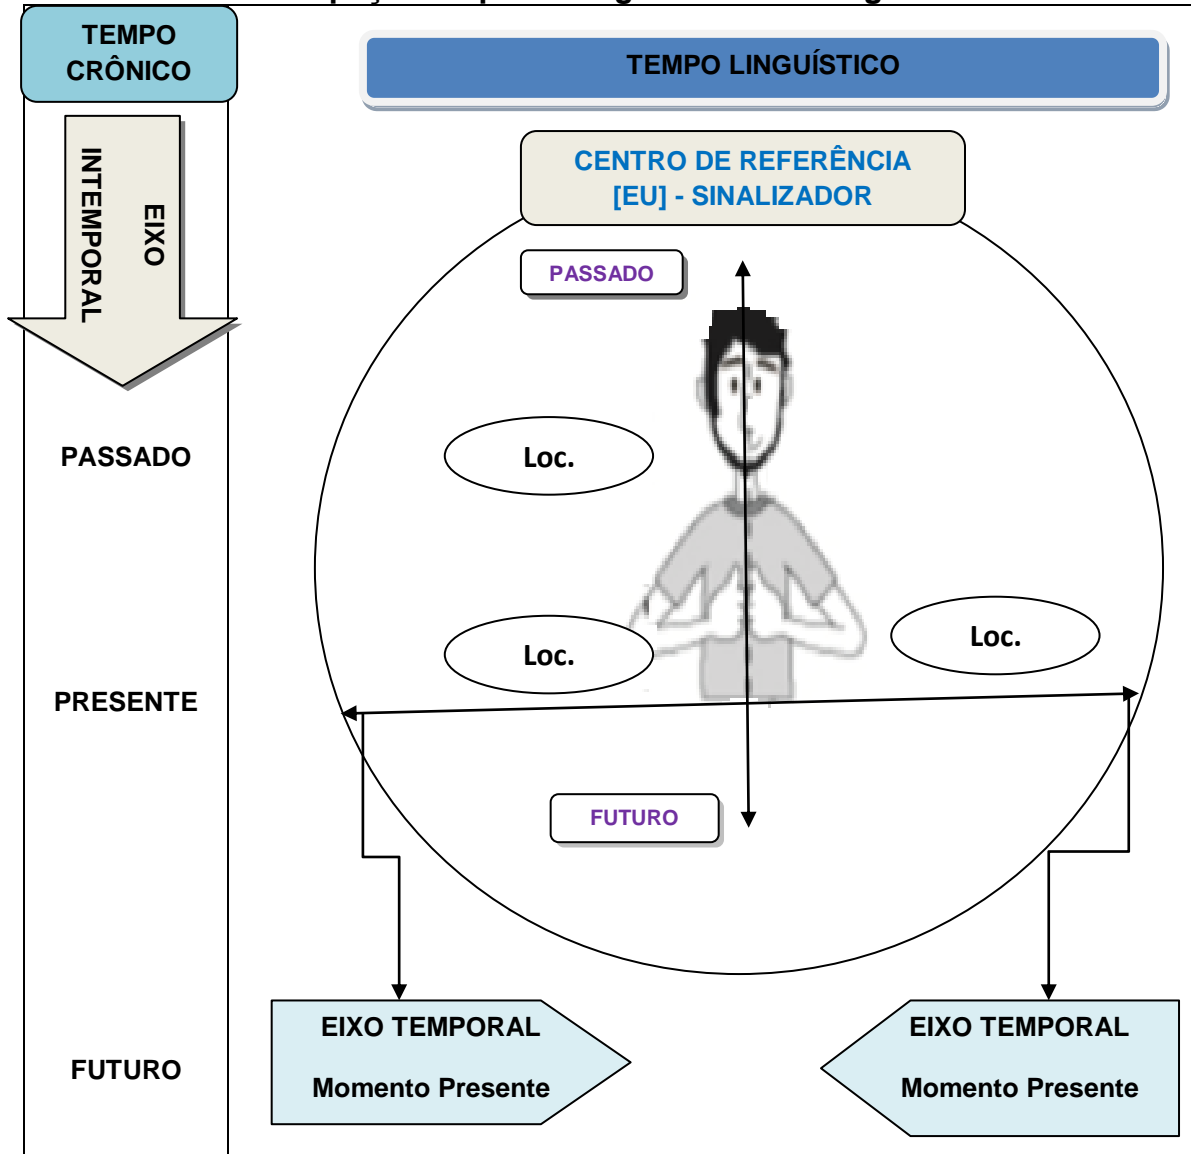 TEMPO
CRÔNICO
TEMPO LINGUÍSTICO
EIXO
INTEMPORAL
CENTRO DE REFERÊNCIA
[EU] - SINALIZADOR
PASSADO
PASSADO
Loc.
Loc.
Loc.
PRESENTE
FUTURO
FUTURO
EIXO TEMPORAL
Momento Presente
EIXO TEMPORAL
Momento Presente